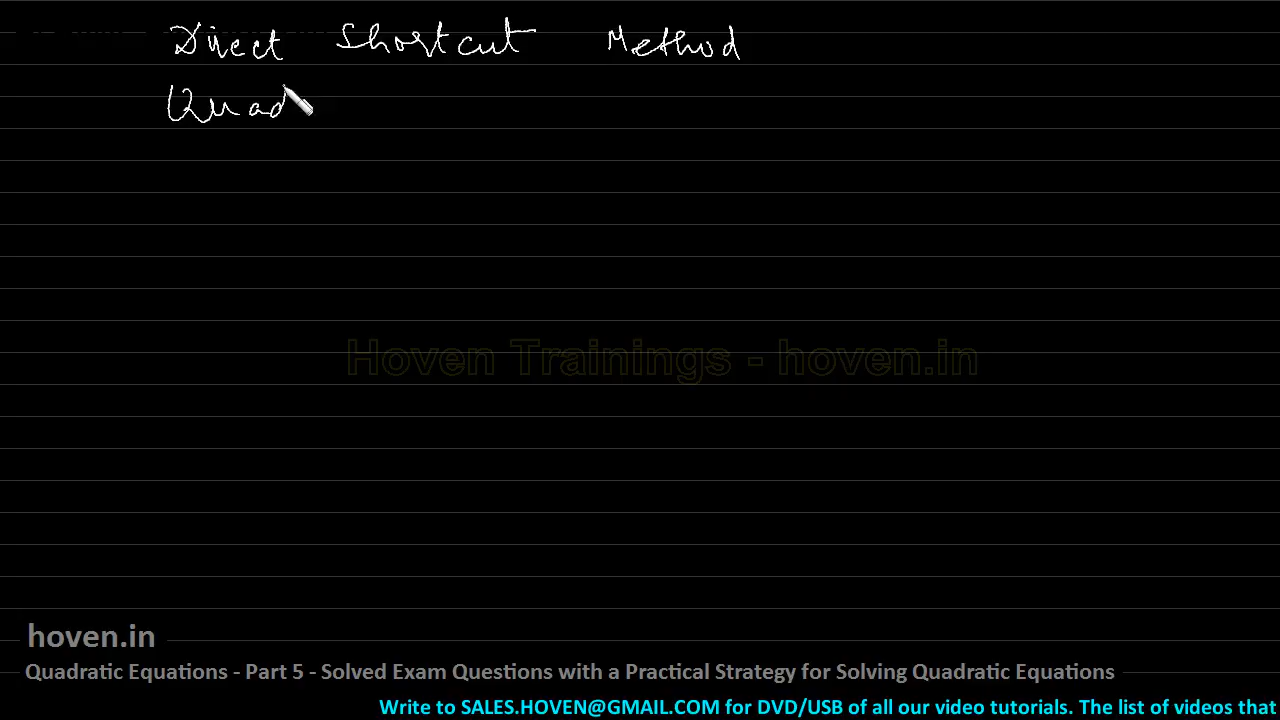 Direct Shortcut Method
Quad
Hoven Trainings - hoven.in
hoven.in
Quadratic Equations - Part 5 - Solved Exam Questions with a Practical Strategy for Solving Quadratic Equations
Write to SALES.HOVEN@GMAIL.COM for DVD/USB of all our video tutorials. The list of videos that